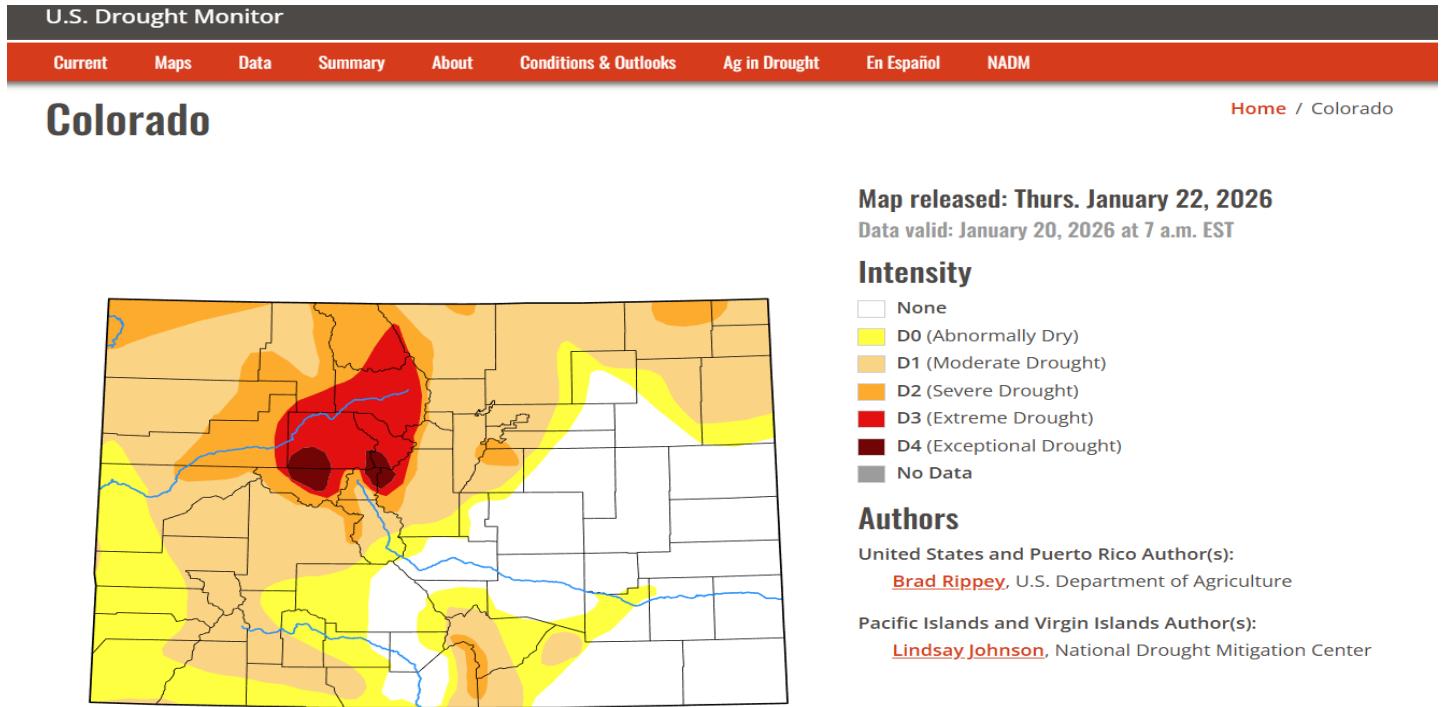 U.S. Drought Monitor
Current Maps Data Summary About Conditions & Outlooks Ag in Drought En Español NADM
Colorado
Home / Colorado
Map released: Thurs. January 22, 2026
Data valid: January 20, 2026 at 7 a.m. EST
Intensity
None
D0 (Abnormally Dry)
D1 (Moderate Drought)
D2 (Severe Drought)
D3 (Extreme Drought)
D4 (Exceptional Drought)
No Data
Authors
United States and Puerto Rico Author(s):
Brad Rippey, U.S. Department of Agriculture
Pacific Islands and Virgin Islands Author(s):
Lindsay Johnson, National Drought Mitigation Center